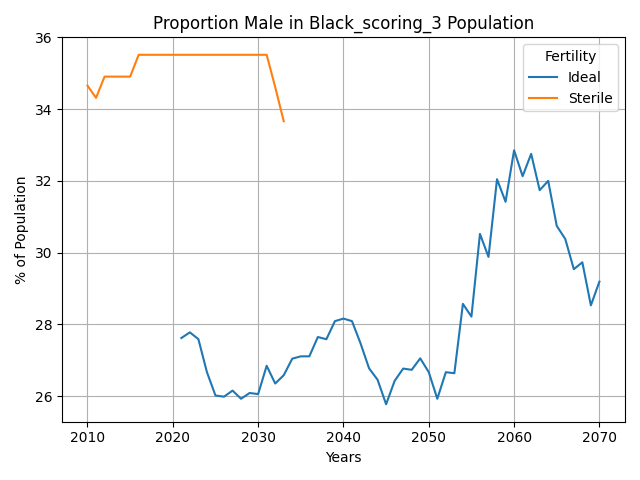 Proportion Male in Black_scoring_3 Population
36
34
32
30
28
26
% of Population
Fertility
Ideal
Sterile
2010 2020 2030 2040 2050 2060 2070
Years